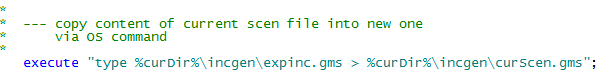 *
* --- copy content of current scen file into new one
* via OS command
*
execute "type %curDir%\incgen\expinc.gms > %curDir%\incgen\curScen.gms";